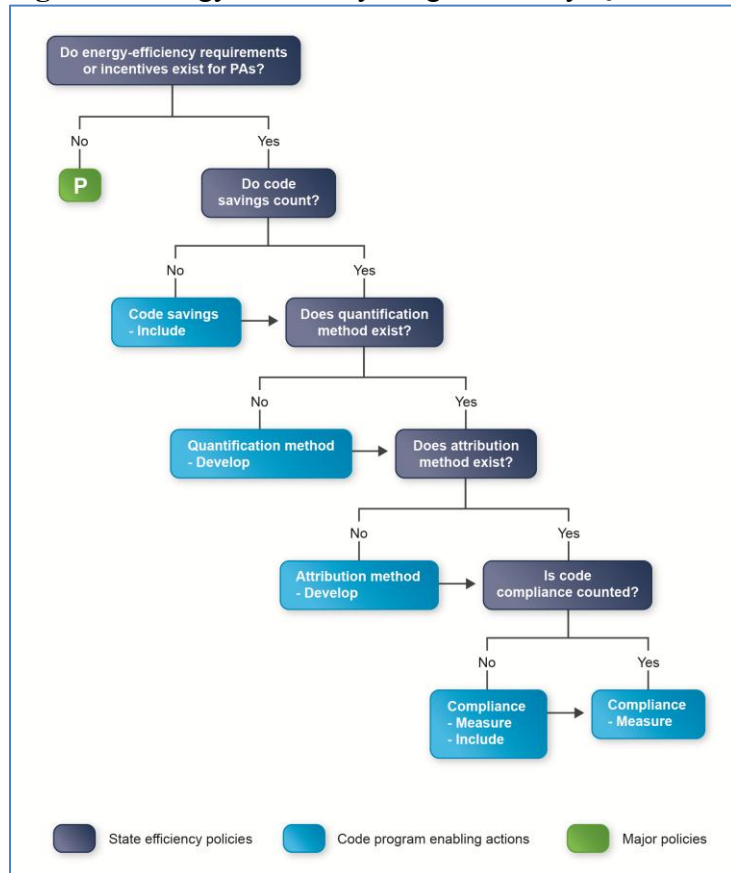 Do energy-efficiency requirements
or incentives exist for PAs?
No
Yes
P
Do code
savings count?
No
Yes
Code savings
- Include
Does quantification
method exist?
No
Yes
Quantification method
- Develop
Does attribution
method exist?
No
Yes
Attribution method
- Develop
Is code
compliance counted?
No
Yes
Compliance
- Measure
- Include
Compliance
- Measure
State efficiency policies
Code program enabling actions
Major policies